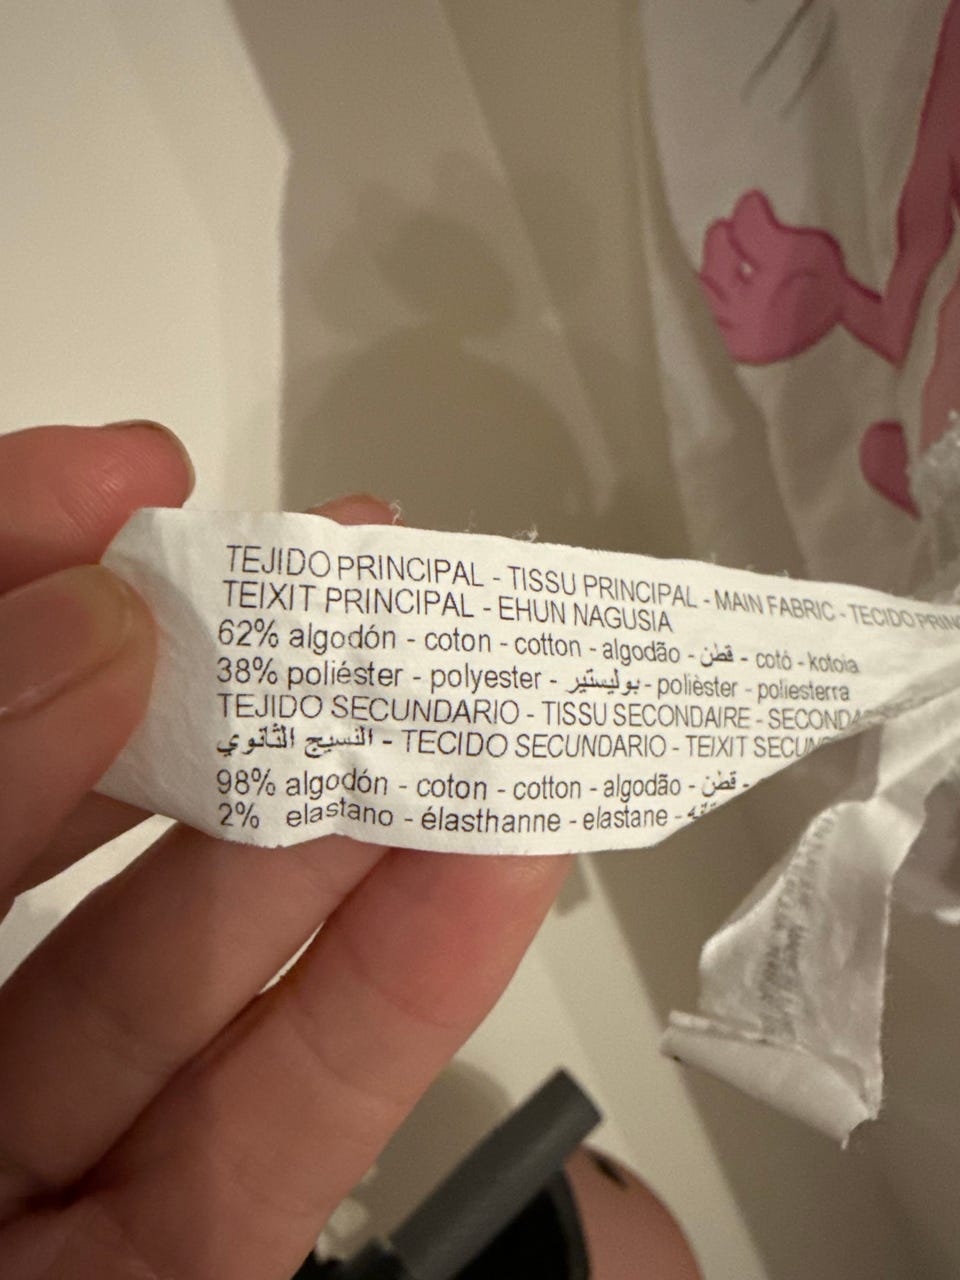 TEJIDO PRINCIPAL - TISSU PRINCIPAL - MAIN FABRIC - TECIDO
TEIXIT PRINCIPAL - EHUN NAGUSIA
62% algodón - coton - cotton - algodão - قطن - cotó - kotoia
38% poliéster - polyester - بوليستير - polièster - poliesterra
TEJIDO SECUNDARIO - TISSU SECONDAIRE -
النسيج الثانوي - TECIDO SECUNDARIO - TEIXIT
98% algodón - coton - cotton - algodão - قطن -
2% elastano - élasthanne - elastane -